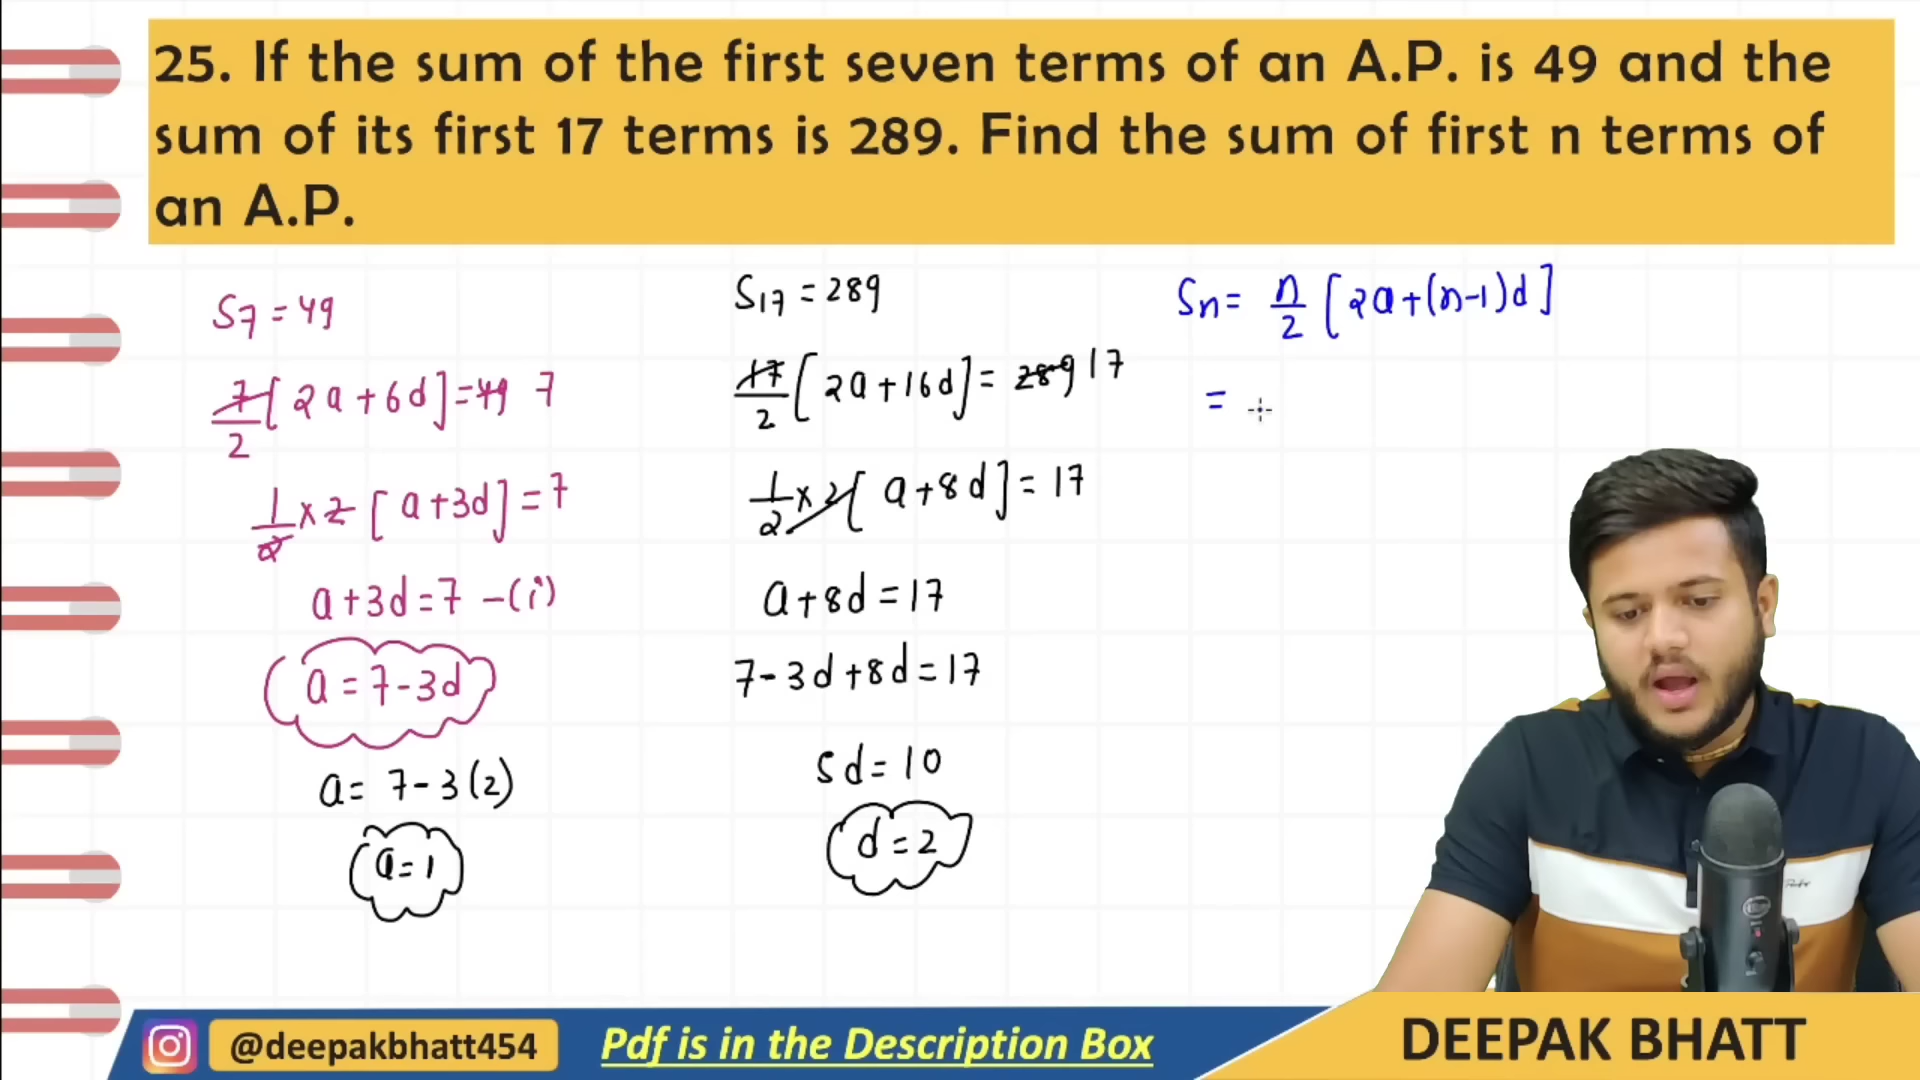 25. If the sum of the first seven terms of an A.P. is 49 and the
sum of its first 17 terms is 289. Find the sum of first n terms of
an A.P.
S7 = 49
7/2 [2a + 6d] = 49 7
1/2 × 2 [a + 3d] = 7
a + 3d = 7 – (i)
a = 7 - 3d
a = 7 - 3(2)
a = 1
S17 = 289
17/2 [2a + 16d] = 289 17
1/2 × 2 [a + 8d] = 17
a + 8d = 17
7 - 3d + 8d = 17
5d = 10
d = 2
Sn = n/2 [2a + (n-1)d]
=
@deepakbhatt454
Pdf is in the Description Box
DEEPAK BHATT